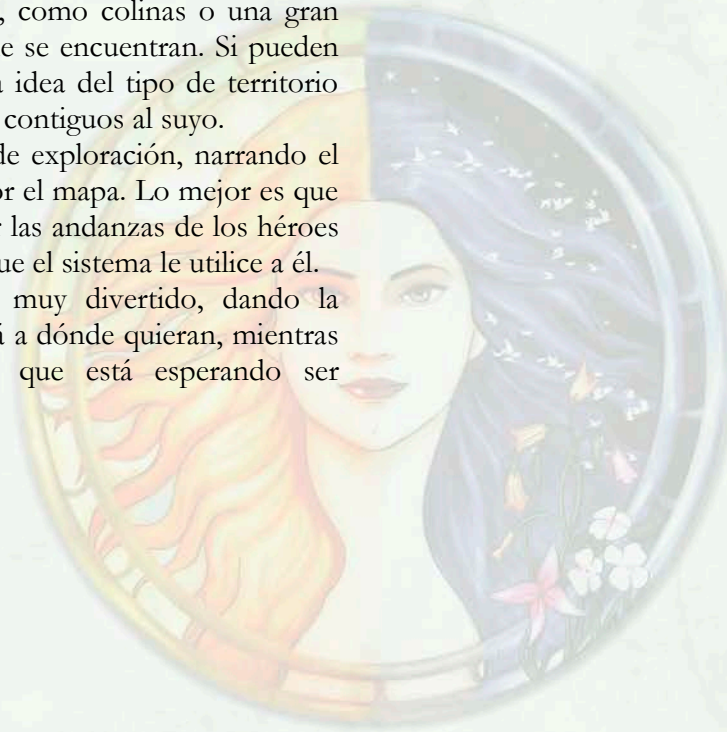 , como colinas o una gran
e se encuentran. Si pueden
a idea del tipo de territorio
contiguos al suyo.
de exploración, narrando el
or el mapa. Lo mejor es que
r las andanzas de los héroes
ue el sistema le utilice a él.
muy divertido, dando la
á a dónde quieran, mientras
que está esperando ser